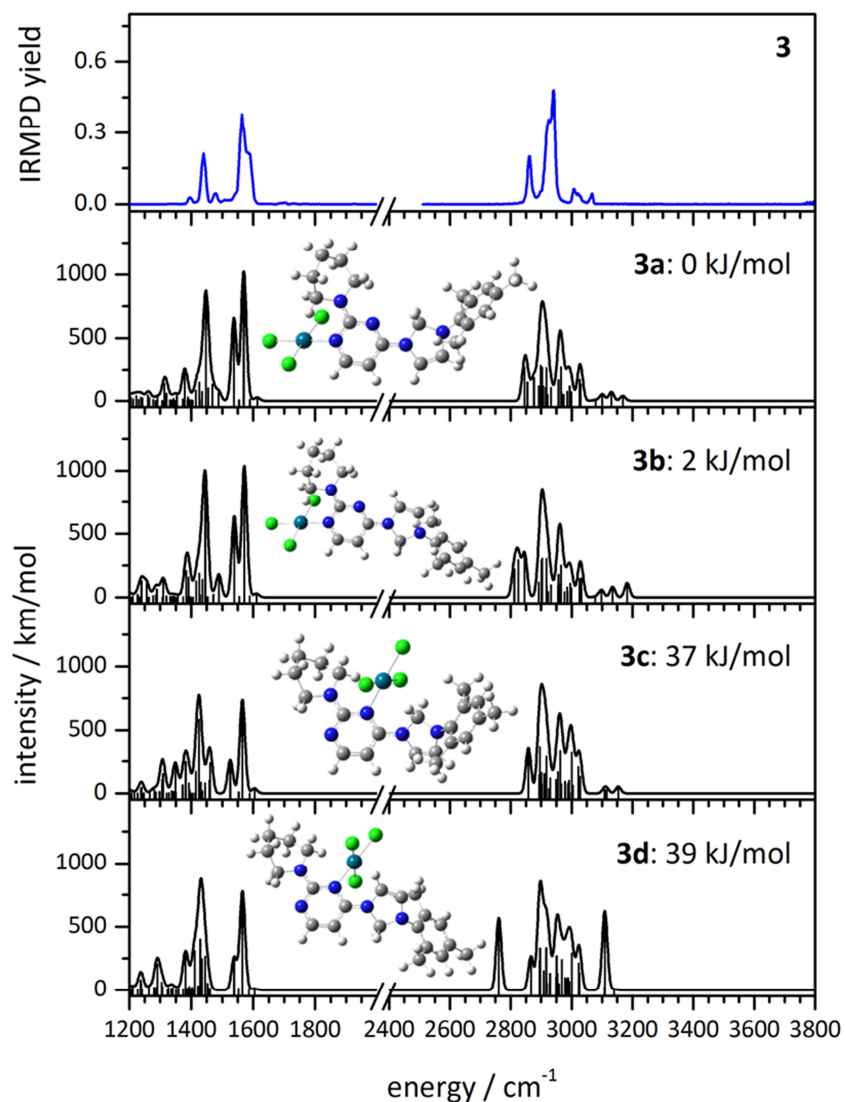 IRMPD yield
0.6
0.3
0.0
3
intensity / km/mol
1000
500
0
3a: 0 kJ/mol
1000
500
0
3b: 2 kJ/mol
1000
500
0
3c: 37 kJ/mol
1000
500
0
3d: 39 kJ/mol
1200 1400 1600 1800 2400 2600 2800 3000 3200 3400 3600 3800
energy / cm-1